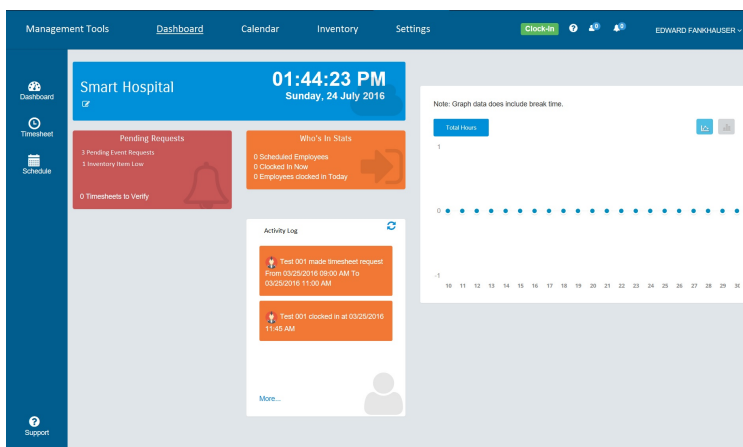 Management Tools
Dashboard
Calendar
Inventory
Settings
Clock-In
0
0
EDWARD FANKHAUSER
Dashboard
Timesheet
Schedule
Support
Smart Hospital
01:44:23 PM
Sunday, 24 July 2016
Pending Requests
3 Pending Event Requests
1 Inventory Item Low
0 Timesheets to Verify
Who's In Stats
0 Scheduled Employees
0 Clocked In Now
0 Employees clocked in Today
Activity Log
Test 001 made timesheet request
From 03/25/2016 09:00 AM To
03/25/2016 11:00 AM
Test 001 clocked in at 03/25/2016
11:45 AM
More...
Note: Graph data does include break time.
Total Hours
1
0
-1
10 11 12 13 14 15 16 17 18 19 20 21 22 23 24 25 26 27 28 29 30